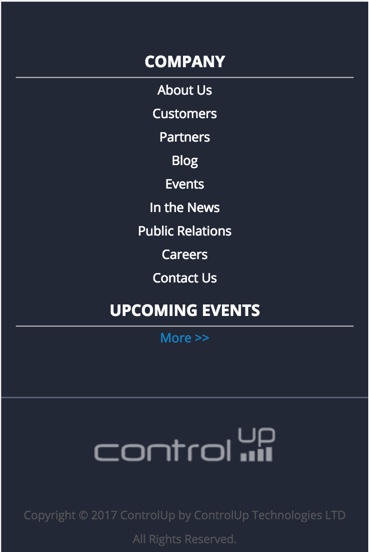 COMPANY
About Us
Customers
Partners
Blog
Events
In the News
Public Relations
Careers
Contact Us
UPCOMING EVENTS
More >>
control up
Copyright © 2017 ControlUp by ControlUp Technologies LTD
All Rights Reserved.